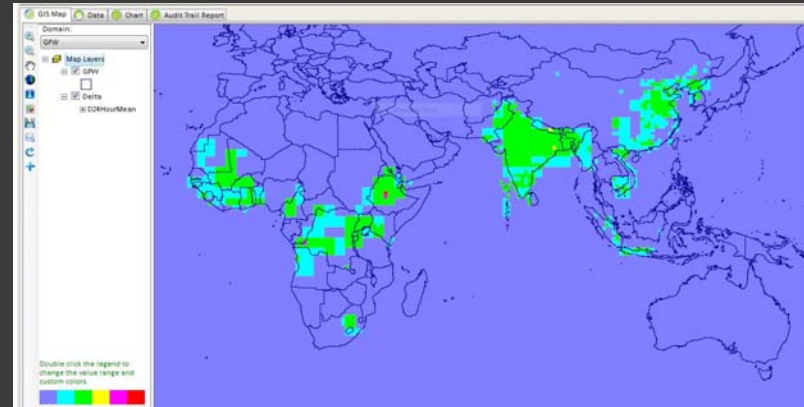 GIS Map
Data
Chart
Audit Trail Report
Domain:
GPW
Map Layers
GPW
Delta
D24HourMean
Double click the legend to
change the value range and
custom colors.